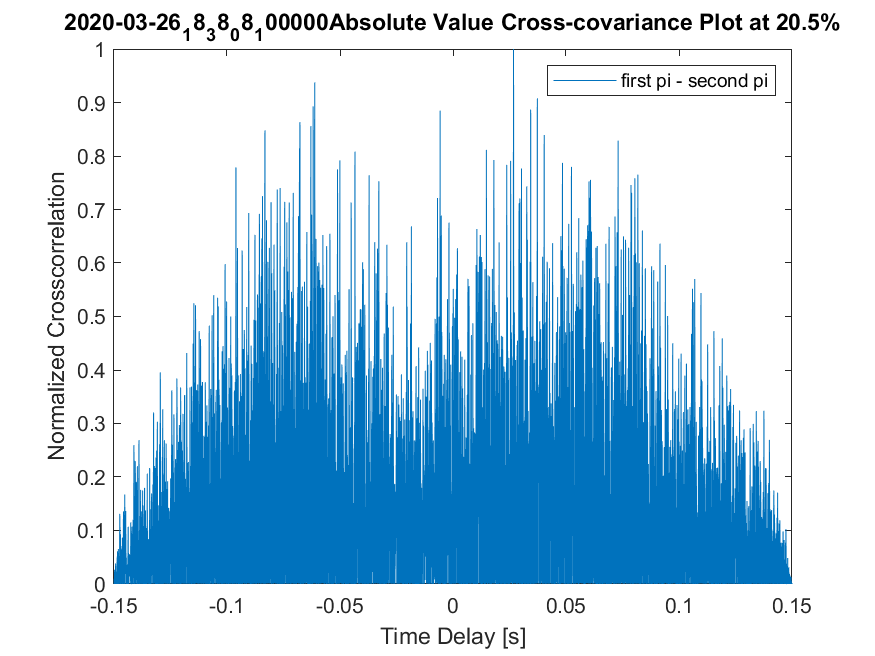 2020-03-26₁8₃8₀8₁00000Absolute Value Cross-covariance Plot at 20.5%
first pi - second pi
Normalized Crosscorrelation
1
0.9
0.8
0.7
0.6
0.5
0.4
0.3
0.2
0.1
0
-0.15 -0.1 -0.05 0 0.05 0.1 0.15
Time Delay [s]